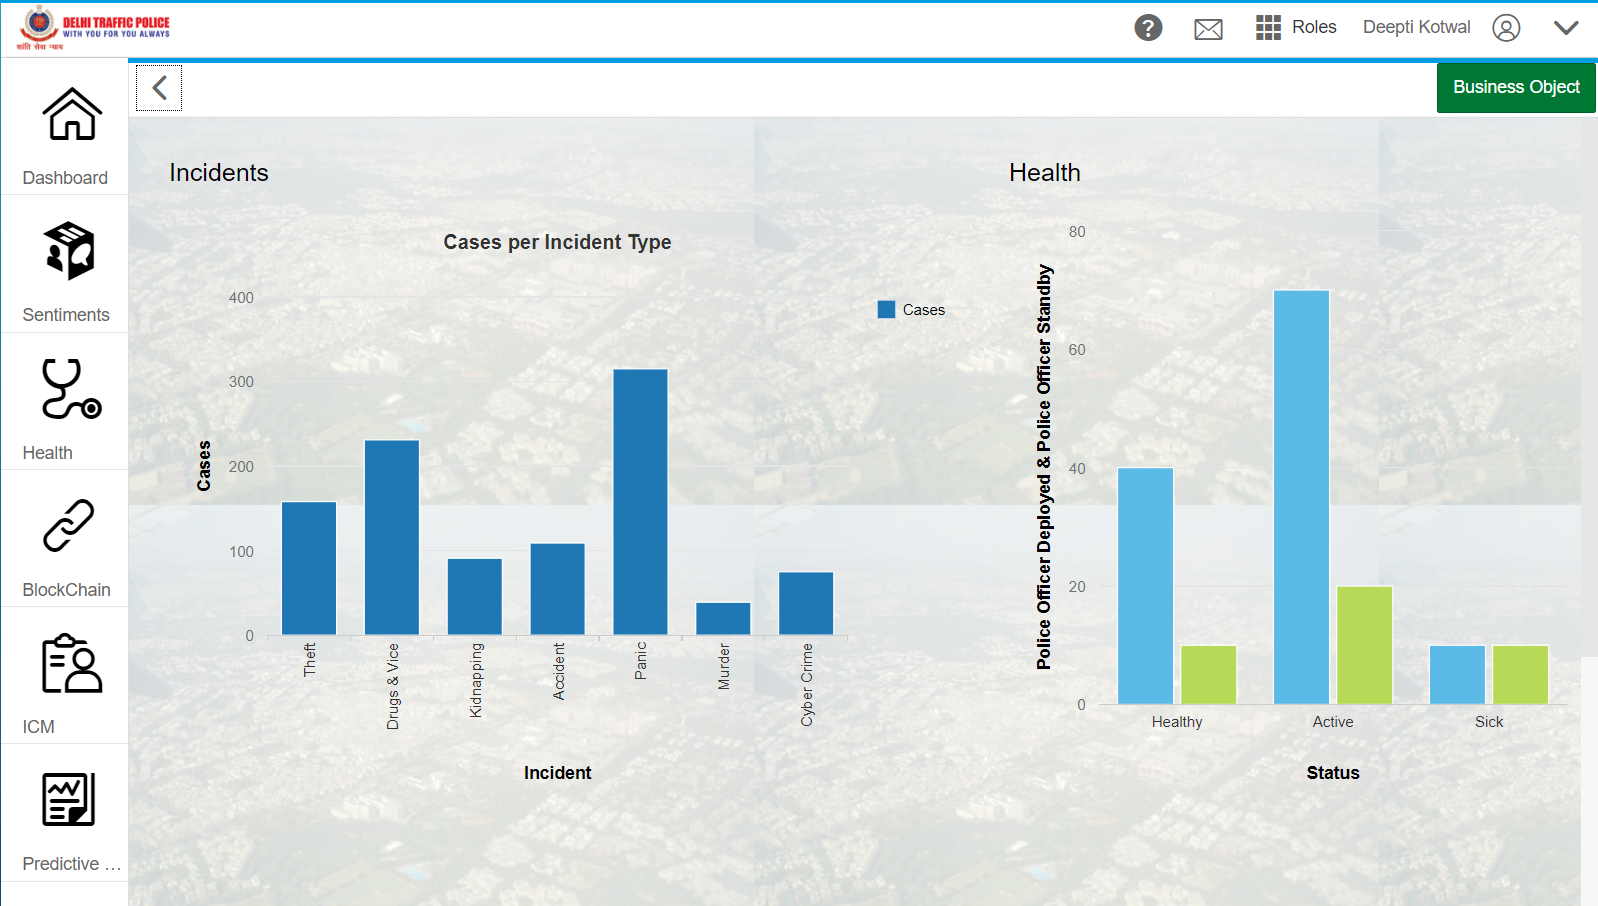 DELHI TRAFFIC POLICE
WITH YOU FOR YOU ALWAYS
शांति सेवा न्याय
?
Roles
Deepti Kotwal
Business Object
Dashboard
Sentiments
Health
BlockChain
ICM
Predictive ...
Incidents
Cases per Incident Type
Cases
400
300
200
100
0
Cases
Theft
Drugs & Vice
Kidnapping
Accident
Panic
Murder
Cyber Crime
Incident
Health
Police Officer Deployed & Police Officer Standby
80
60
40
20
0
Healthy
Active
Sick
Status